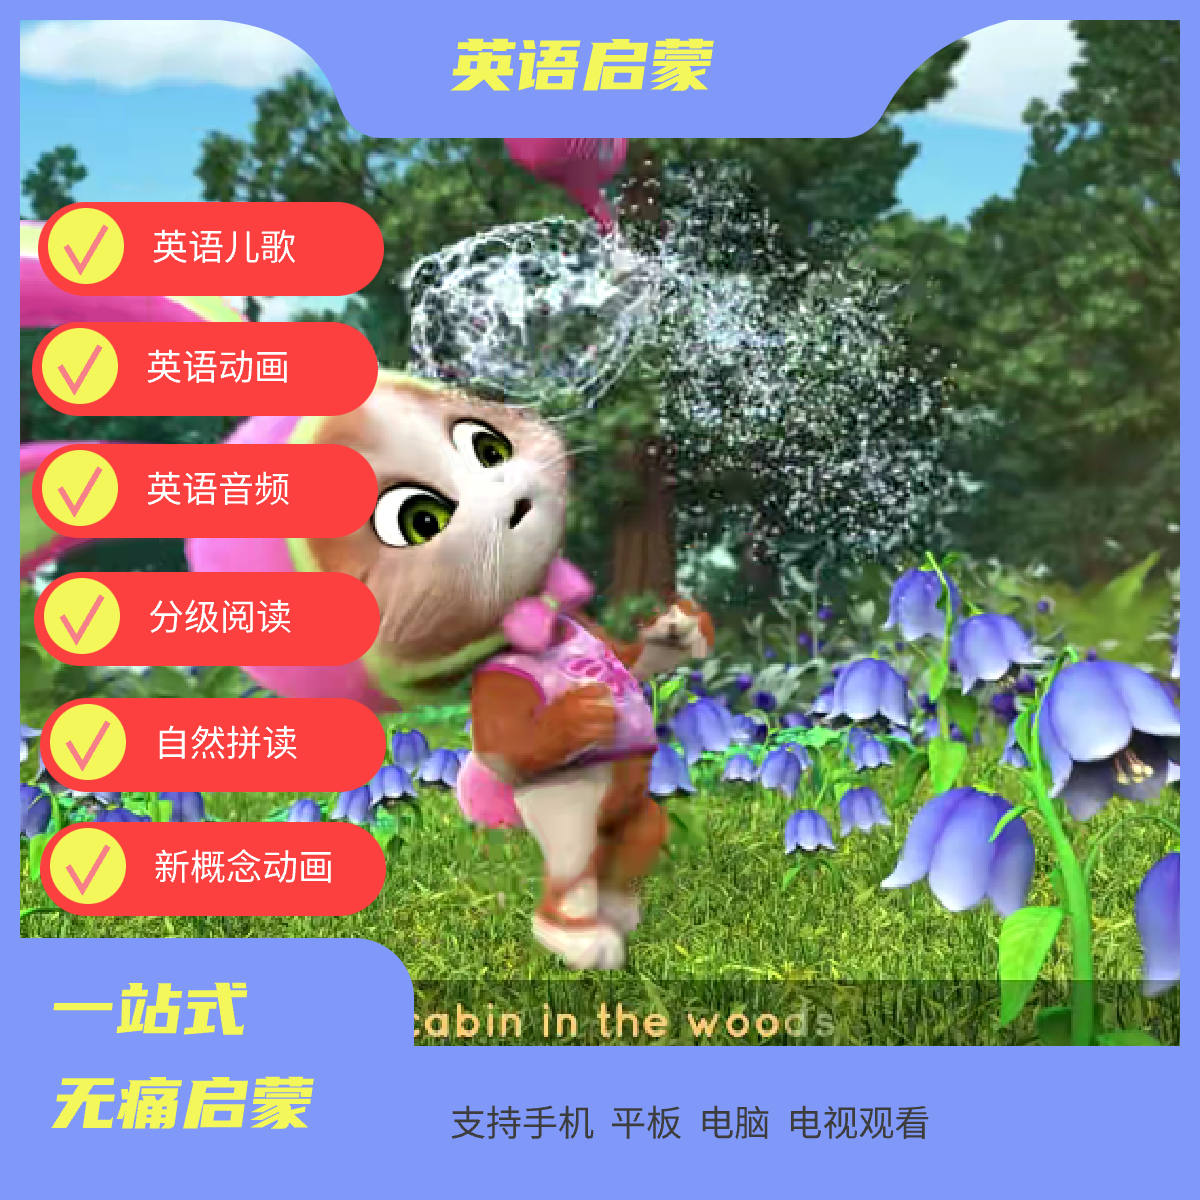 英语启蒙
英语儿歌
英语动画
英语音频
分级阅读
自然拼读
新概念动画
cabin in the woods
一站式
无痛启蒙
支持手机 平板 电脑 电视观看